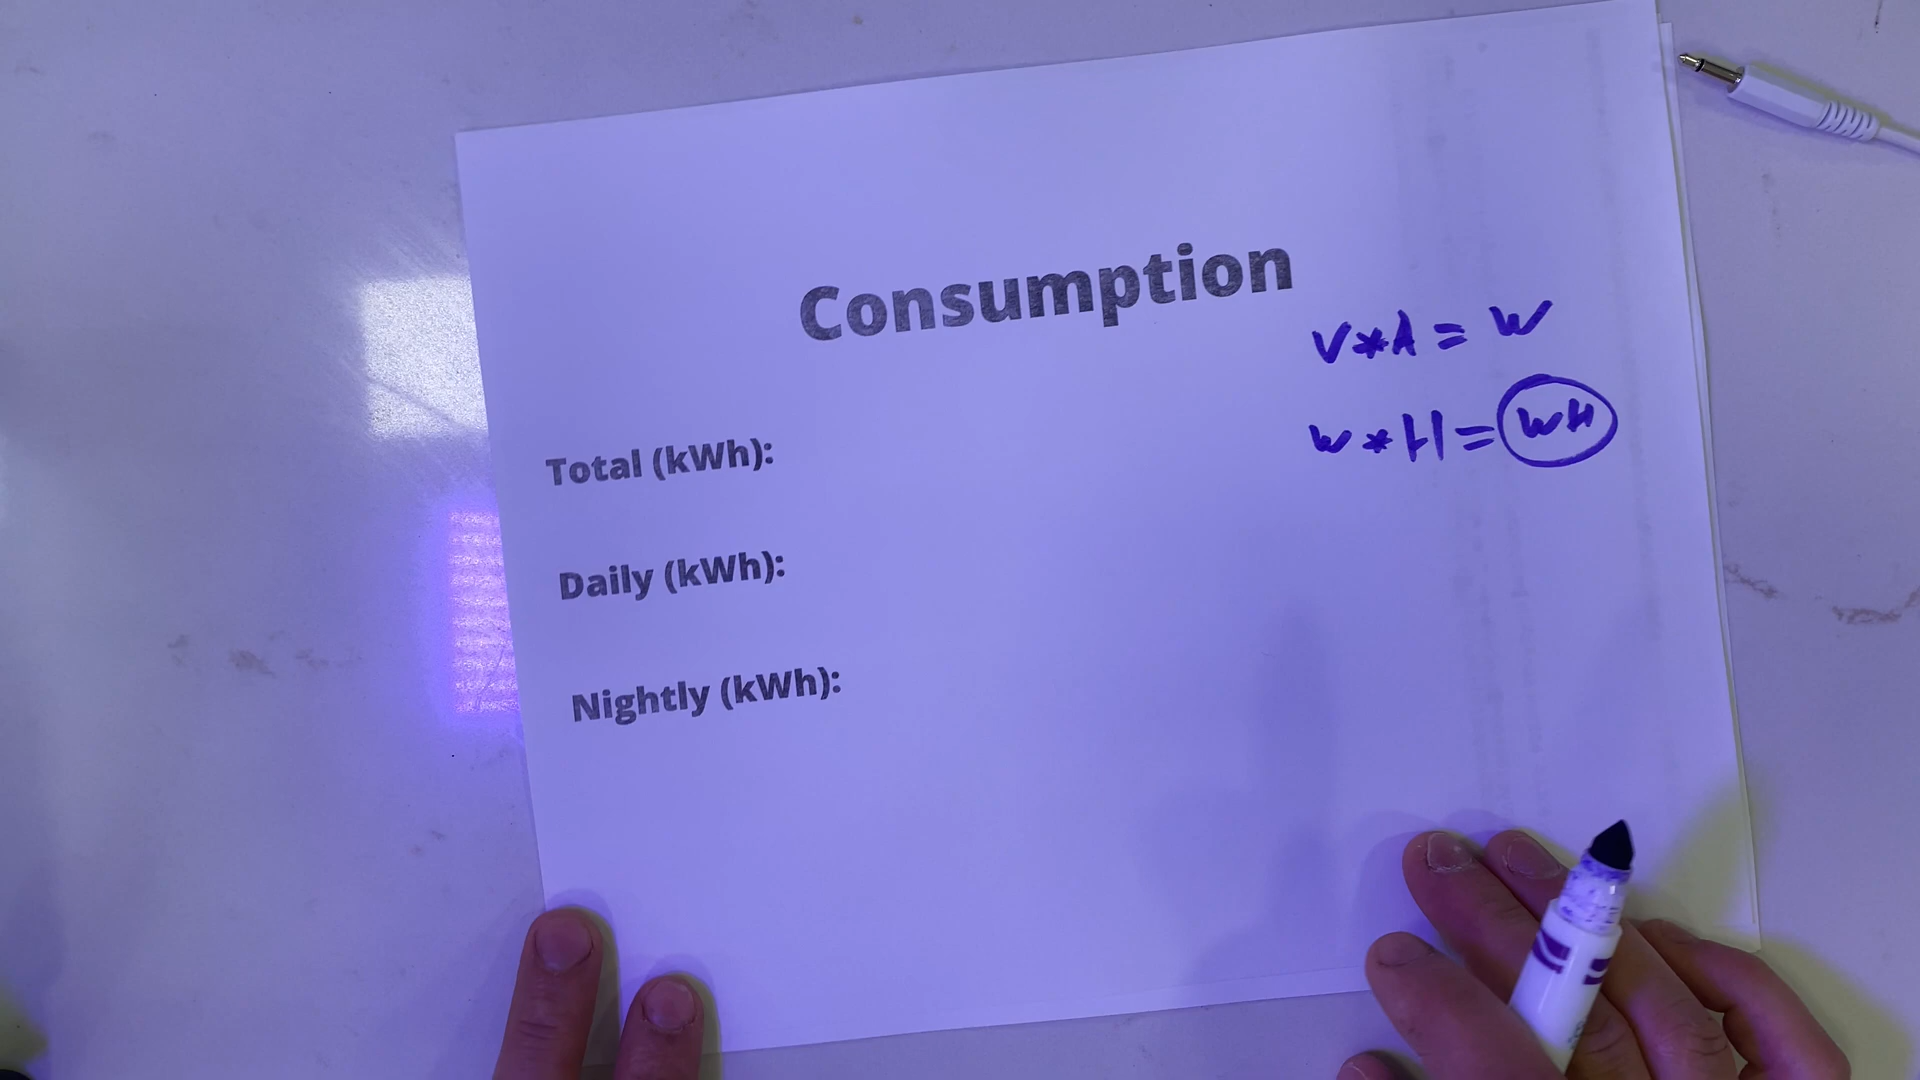 Consumption
V*A = W
W*H = WH
Total (kWh):
Daily (kWh):
Nightly (kWh):